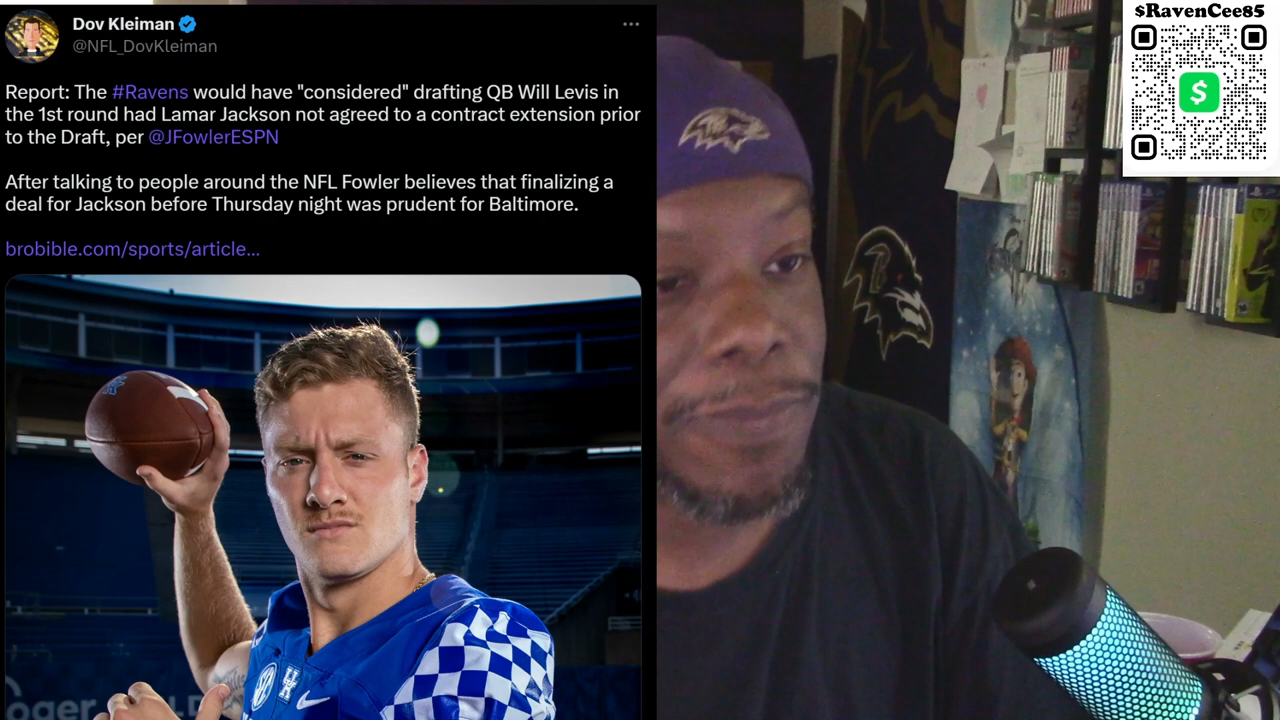 Dov Kleiman
@NFL_DovKleiman
Report: The #Ravens would have "considered" drafting QB Will Levis in
the 1st round had Lamar Jackson not agreed to a contract extension prior
to the Draft, per @JFowlerESPN
After talking to people around the NFL Fowler believes that finalizing a
deal for Jackson before Thursday night was prudent for Baltimore.
brobible.com/sports/article...
$RavenCee85
$